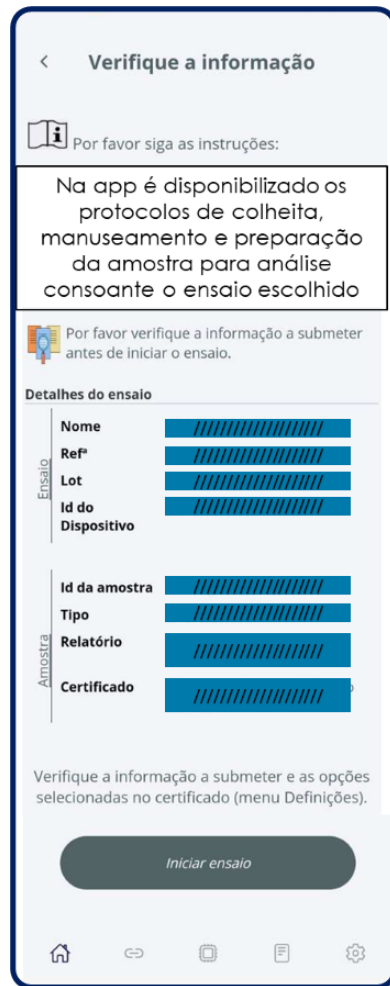 Verifique a informação
Por favor siga as instruções:
Na app é disponibilizado os
protocolos de colheita,
manuseamento e preparação
da amostra para análise
consoante o ensaio escolhido
Por favor verifique a informação a submeter
antes de iniciar o ensaio.
Detalhes do ensaio
Ensaio
Nome ////////////////////
Refª ////////////////////
Lot ////////////////////
Id do ////////////////////
Dispositivo
Amostra
Id da amostra ////////////////////
Tipo ////////////////////
Relatório ////////////////////
Certificado ////////////////////
Verifique a informação a submeter e as opções
selecionadas no certificado (menu Definições).
Iniciar ensaio